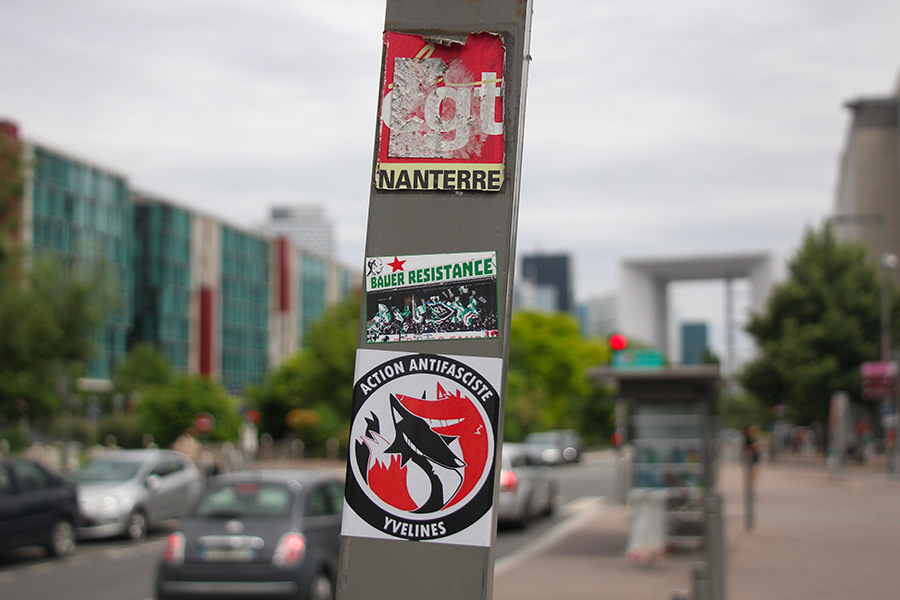 cgt
NANTERRE
BAUER RESISTANCE
ACTION ANTIFASCISTE
YVELINES